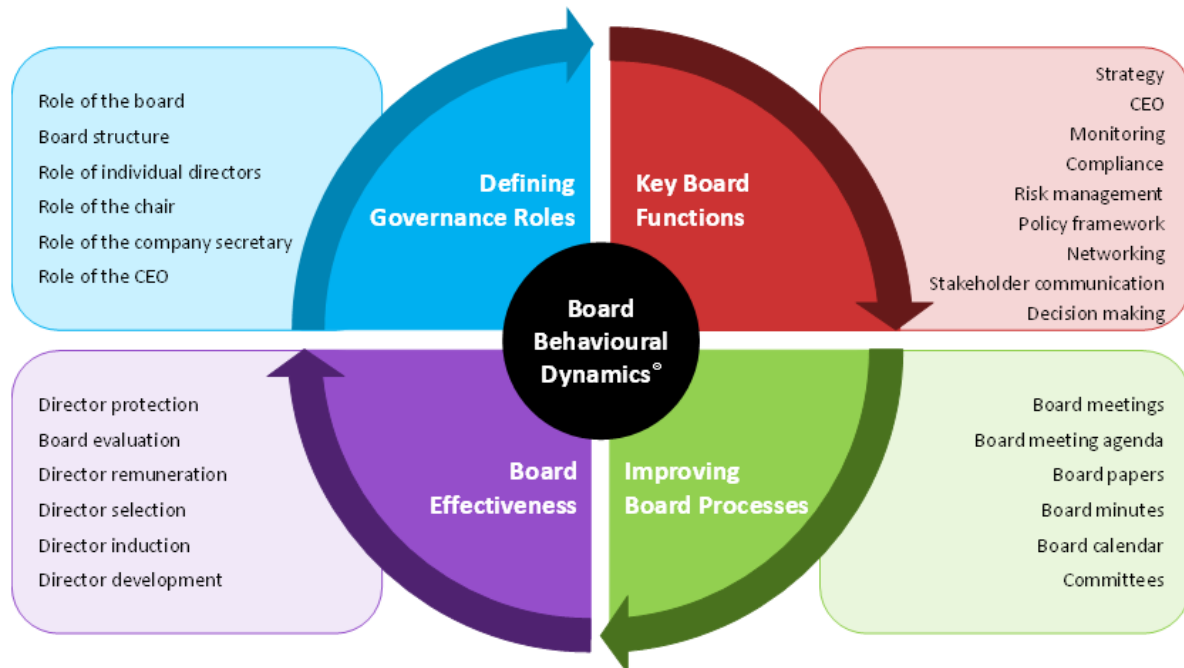 Role of the board
Board structure
Role of individual directors
Role of the chair
Role of the company secretary
Role of the CEO
Defining
Governance Roles
Key Board
Functions
Strategy
CEO
Monitoring
Compliance
Risk management
Policy framework
Networking
Stakeholder communication
Decision making
Board
Behavioural
Dynamics©
Director protection
Board evaluation
Director remuneration
Director selection
Director induction
Director development
Board
Effectiveness
Improving
Board Processes
Board meetings
Board meeting agenda
Board papers
Board minutes
Board calendar
Committees